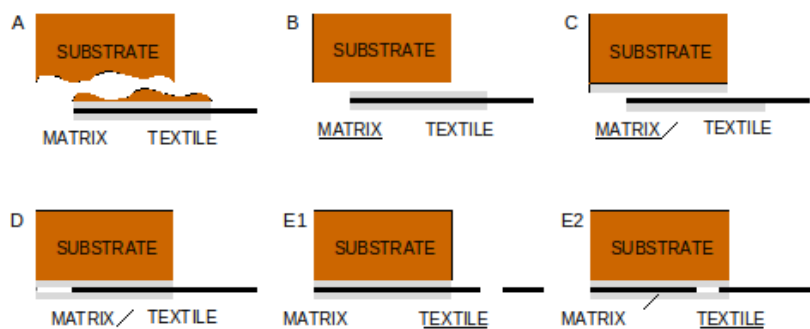 A
SUBSTRATE
MATRIX TEXTILE
B
SUBSTRATE
MATRIX TEXTILE
C
SUBSTRATE
MATRIX TEXTILE
D
SUBSTRATE
MATRIX TEXTILE
E1
SUBSTRATE
MATRIX TEXTILE
E2
SUBSTRATE
MATRIX TEXTILE